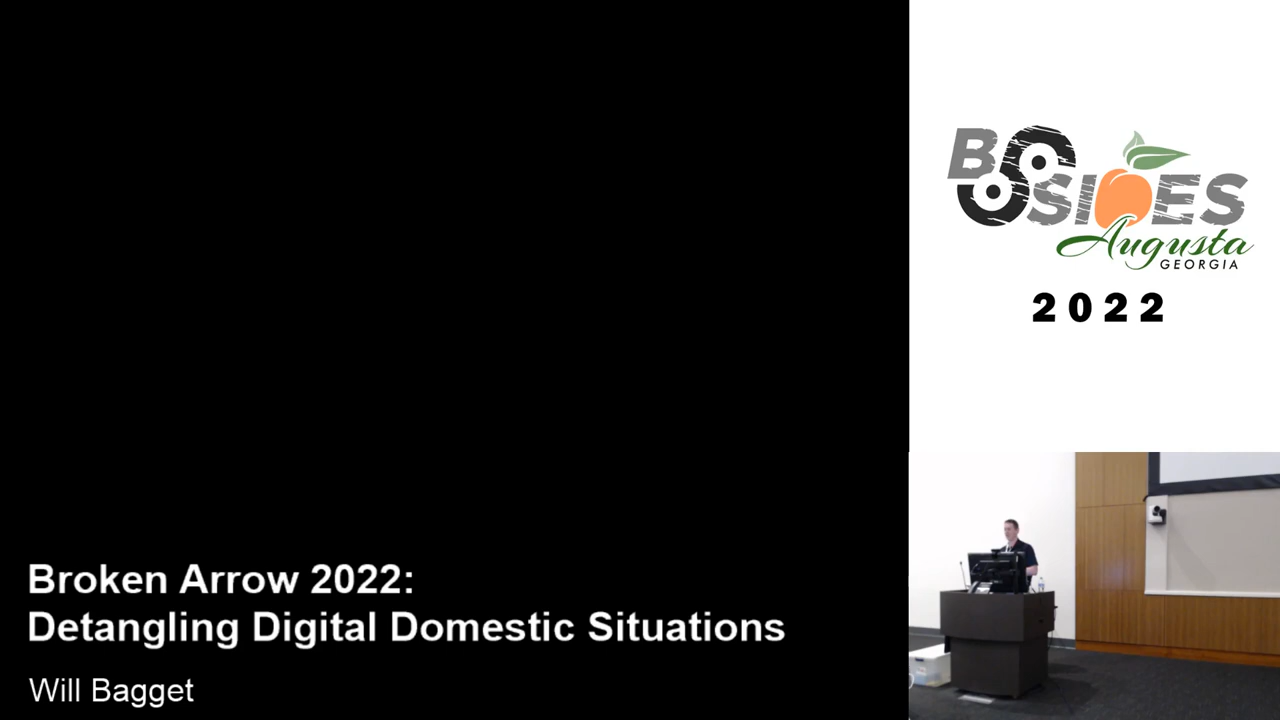 BSIDES
Augusta
GEORGIA
2022
Broken Arrow 2022:
Detangling Digital Domestic Situations
Will Bagget